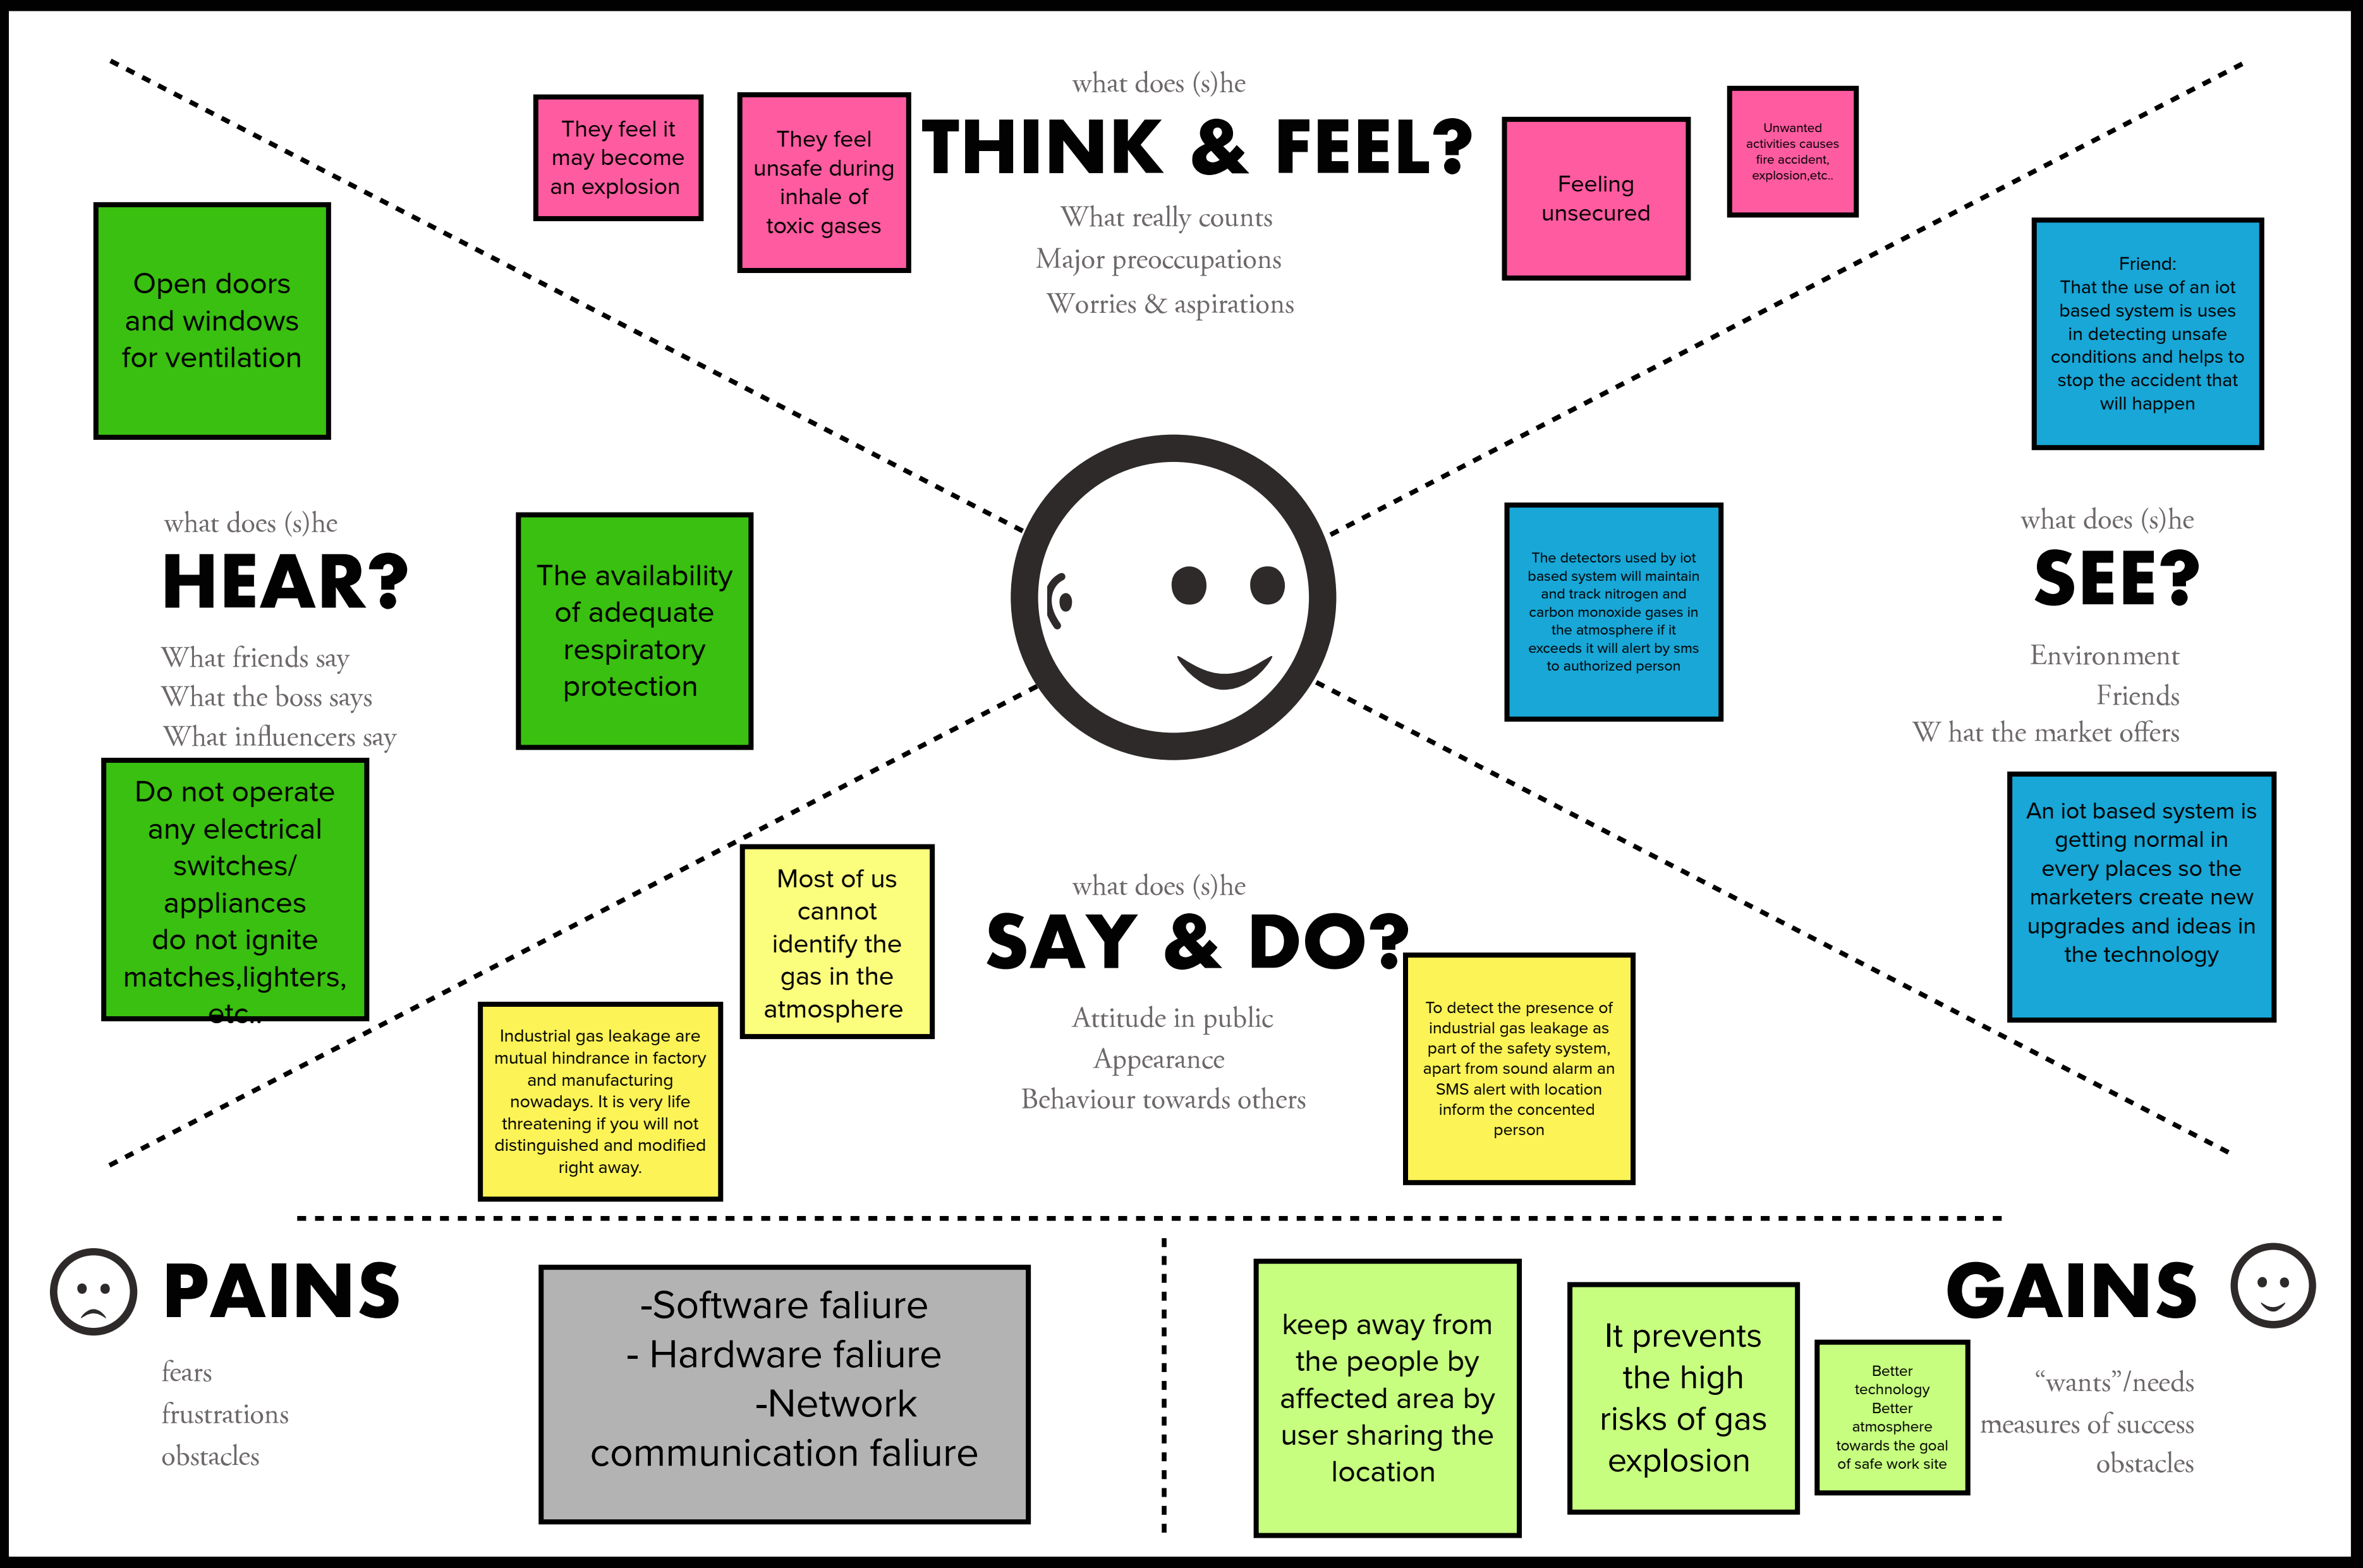 what does (s)he
THINK & FEEL?
What really counts
Major preoccupations
Worries & aspirations
They feel it
may become
an explosion
They feel
unsafe during
inhale of
toxic gases
Feeling
unsecured
Unwanted
activities causes
fire accident,
explosion,etc..
Open doors
and windows
for ventilation
what does (s)he
HEAR?
What friends say
What the boss says
What influencers say
The availability
of adequate
respiratory
protection
Do not operate
any electrical
switches/
appliances
do not ignite
matches,lighters,
etc..
Friend:
That the use of an iot
based system is uses
in detecting unsafe
conditions and helps to
stop the accident that
will happen
The detectors used by iot
based system will maintain
and track nitrogen and
carbon monoxide gases in
the atmosphere if it
exceeds it will alert by sms
to authorized person
what does (s)he
SEE?
Environment
Friends
W hat the market offers
An iot based system is
getting normal in
every places so the
marketers create new
upgrades and ideas in
the technology
what does (s)he
SAY & DO?
Attitude in public
Appearance
Behaviour towards others
Most of us
cannot
identify the
gas in the
atmosphere
Industrial gas leakage are
mutual hindrance in factory
and manufacturing
nowadays. It is very life
threatening if you will not
distinguished and modified
right away.
To detect the presence of
industrial gas leakage as
part of the safety system,
apart from sound alarm an
SMS alert with location
inform the concented
person
PAINS
fears
frustrations
obstacles
-Software faliure
- Hardware faliure
-Network
communication faliure
keep away from
the people by
affected area by
user sharing the
location
It prevents
the high
risks of gas
explosion
Better
technology
Better
atmosphere
towards the goal
of safe work site
GAINS
“wants”/needs
measures of success
obstacles